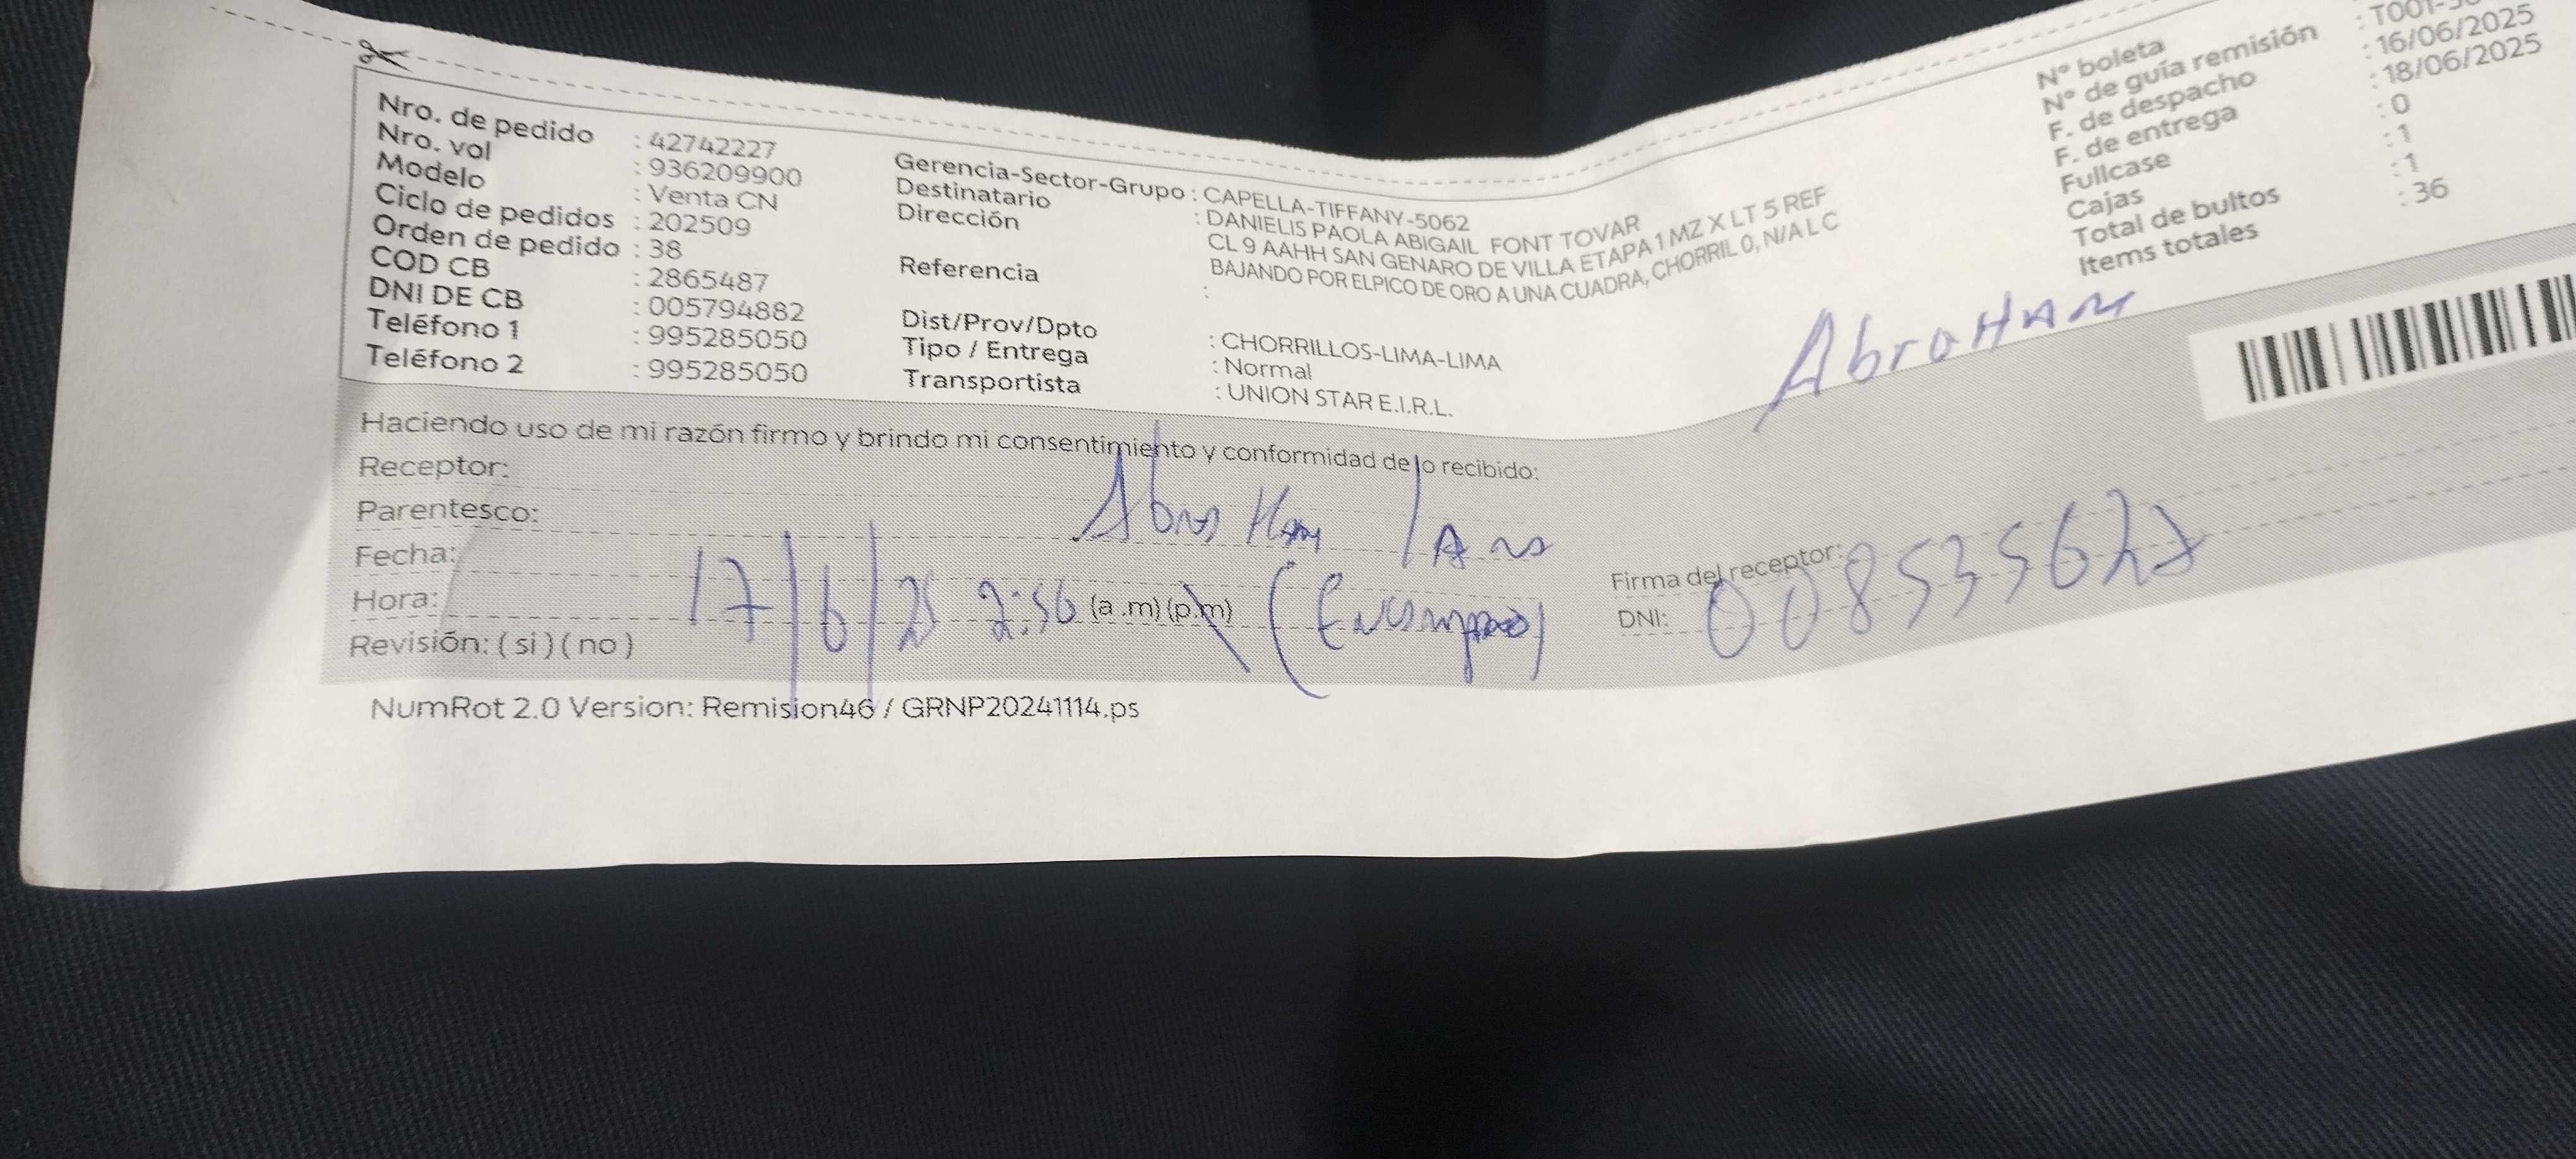 Nro. de pedido : 42742227
Nro. vol : 936209900
Modelo : Venta CN
Ciclo de pedidos : 202509
Orden de pedido : 38
COD CB : 2865487
DNI DE CB : 005794882
Teléfono 1 : 995285050
Teléfono 2 : 995285050
Gerencia-Sector-Grupo : CAPELLA-TIFFANY-5062
Destinatario : DANIELIS PAOLA ABIGAIL FONT TOVAR
Dirección CL 9 AAHH SAN GENARO DE VILLA ETAPA 1 MZ X LT 5 REF
BAJANDO POR ELPICO DE ORO A UNA CUADRA, CHORRIL 0, N/A L C
Referencia :
Dist/Prov/Dpto : CHORRILLOS-LIMA-LIMA
Tipo / Entrega : Normal
Transportista : UNION STAR E.I.R.L.
N° boleta
N° de guía remisión : T001-
F. de despacho : 16/06/2025
F. de entrega : 18/06/2025
Fullcase : 0
Cajas : 1
Total de bultos : 1
Items totales : 36
AbraHam
Haciendo uso de mi razón firmo y brindo mi consentimiento y conformidad de lo recibido:
Receptor:
Parentesco:
Fecha: 17/6/25
Hora: 2:56 (a.m) (p.m)
Revisión: ( si ) ( no )
Firma del receptor:
DNI:
NumRot 2.0 Version: Remision46 / GRNP20241114.ps